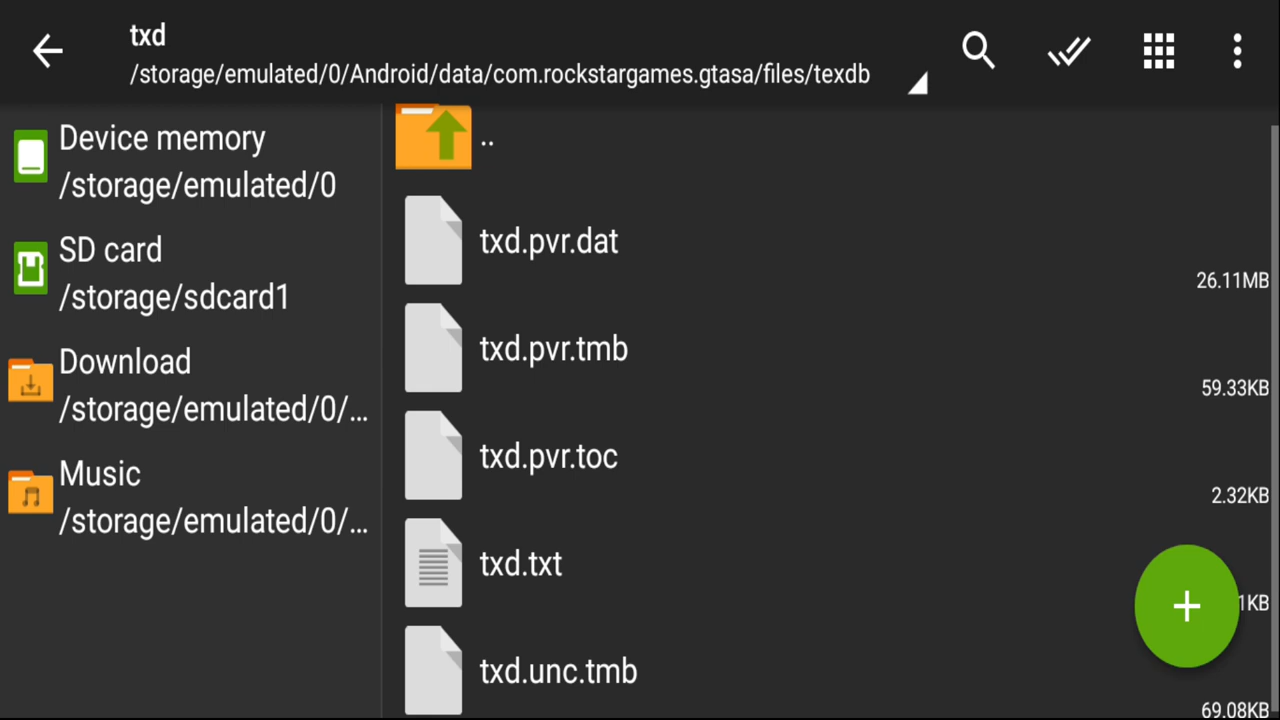 txd
/storage/emulated/0/Android/data/com.rockstargames.gtasa/files/texdb
Device memory
/storage/emulated/0
SD card
/storage/sdcard1
Download
/storage/emulated/0/...
Music
/storage/emulated/0/...
..
txd.pvr.dat
26.11MB
txd.pvr.tmb
59.33KB
txd.pvr.toc
2.32KB
txd.txt
1KB
txd.unc.tmb
69.08KB